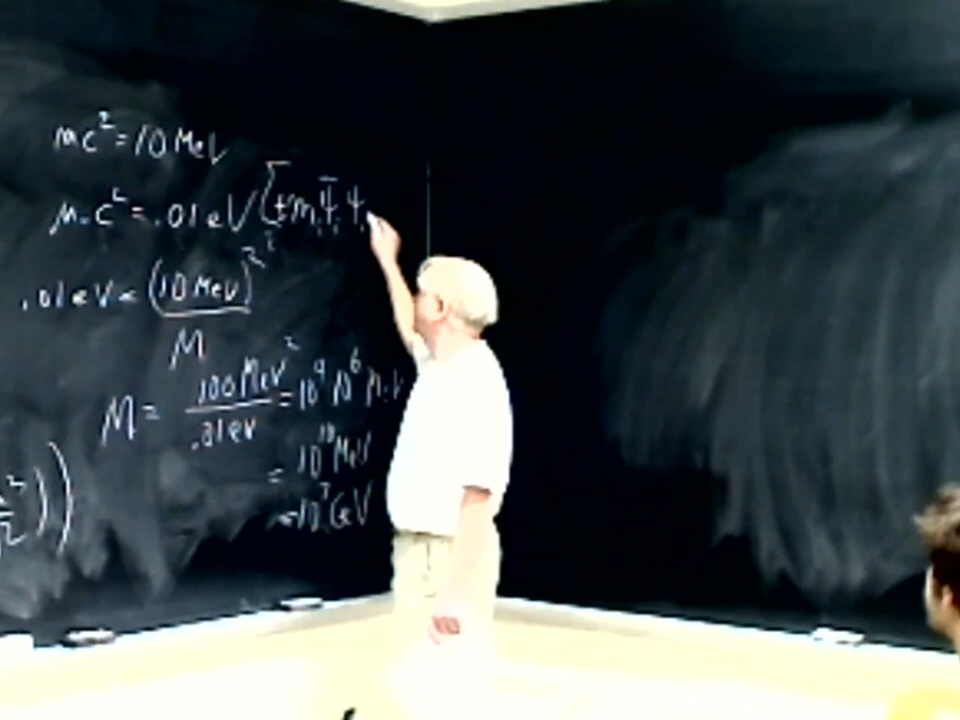 mc² = 10 MeV
m.c² = .01 eV [±m, Ψ̄, Ψ,
.01 eV = (10 MeV)²
M
M = 100 MeV² / .01 eV = 10⁴ 10⁶ MeV
= 10¹⁰ MeV
~10⁷ GeV